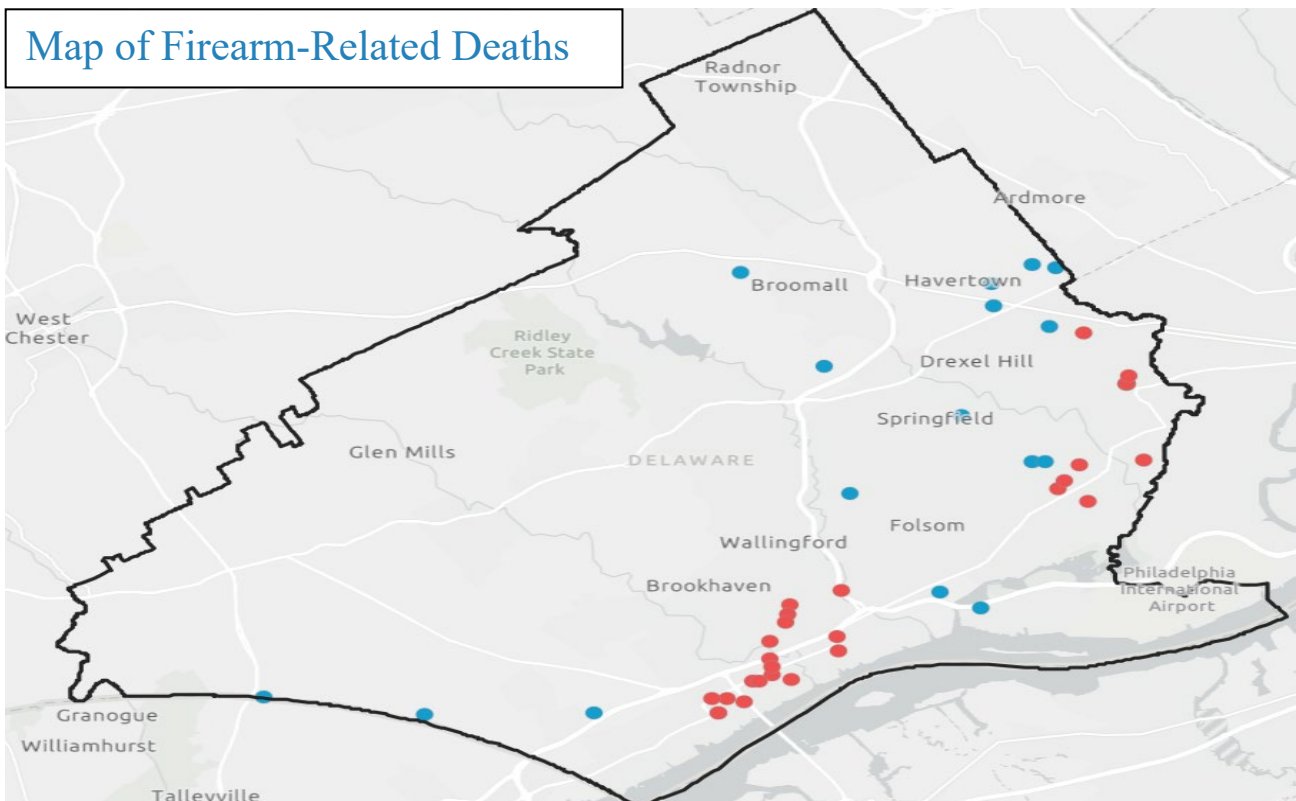 Map of Firearm-Related Deaths
Radnor
Township
Ardmore
Broomall
Havertown
West
Chester
Ridley
Creek State
Park
Drexel Hill
Springfield
Glen Mills
DELAWARE
Folsom
Wallingford
Brookhaven
Philadelphia
International
Airport
Granogue
Williamhurst
Talleyville